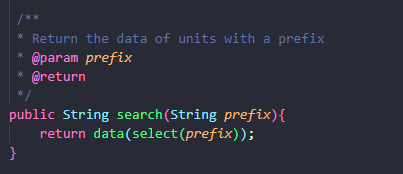 /**
* Return the data of units with a prefix
* @param prefix
* @return
*/
public String search(String prefix){
return data(select(prefix));
}